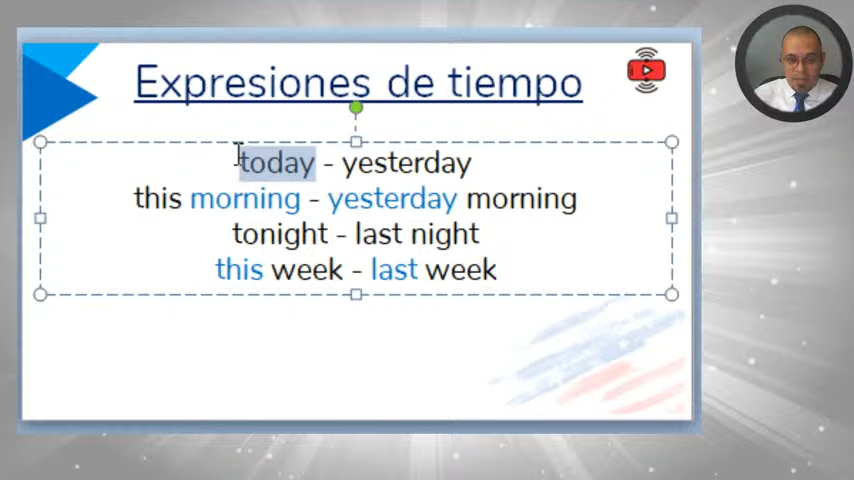 Expresiones de tiempo
today - yesterday
this morning - yesterday morning
tonight - last night
this week - last week